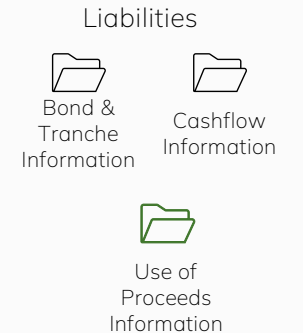 Liabilities
Bond &
Tranche
Information
Cashflow
Information
Use of
Proceeds
Information